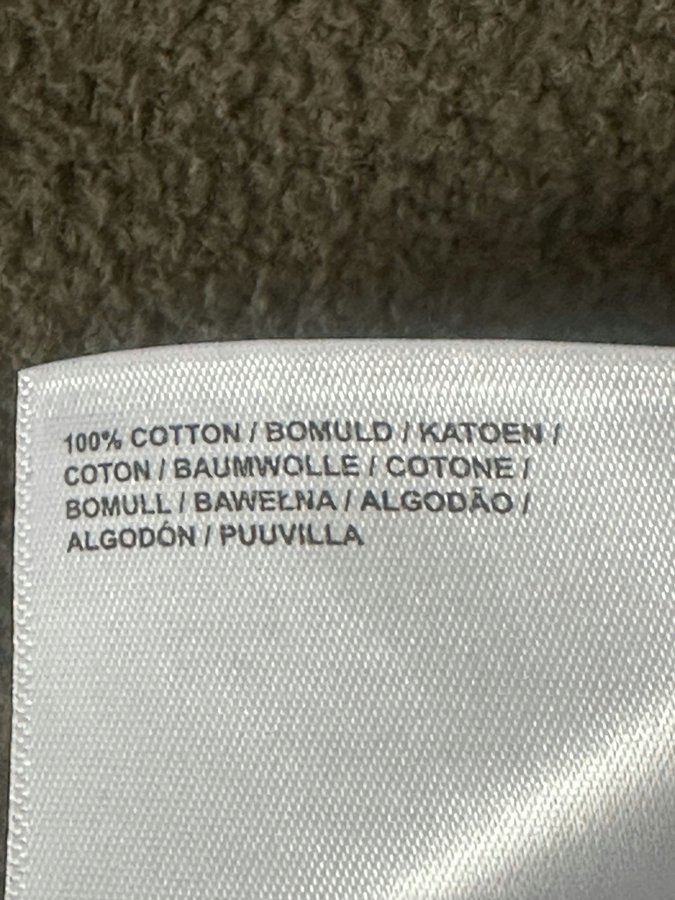 100% COTTON / BOMULD / KATOEN /
COTON / BAUMWOLLE / COTONE /
BOMULL / BAWEŁNA / ALGODÃO /
ALGODÓN / PUUVILLA